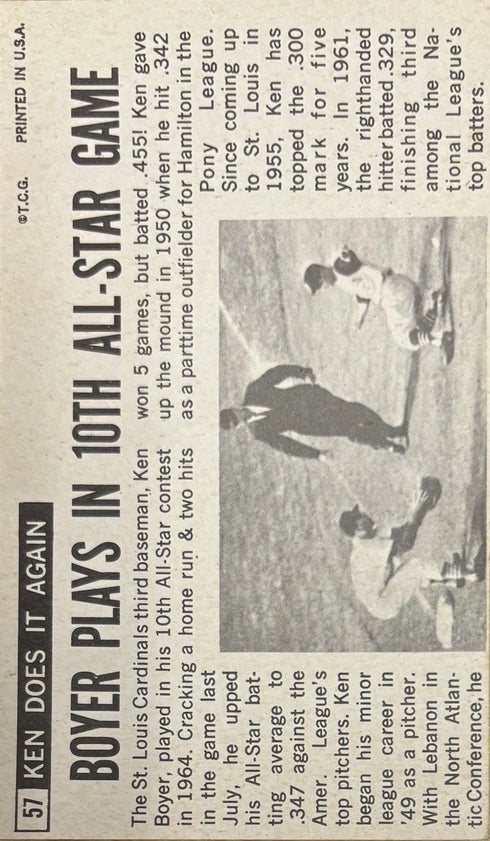 57 KEN DOES IT AGAIN
©T.C.G. PRINTED IN U.S.A.
BOYER PLAYS IN 10TH ALL-STAR GAME
The St. Louis Cardinals third baseman, Ken
Boyer, played in his 10th All-Star contest
in 1964. Cracking a home run & two hits
in the game last
July, he upped
his All-Star bat-
ting average to
.347 against the
Amer. League's
top pitchers. Ken
began his minor
league career in
'49 as a pitcher.
With Lebanon in
the North Atlan-
tic Conference, he
won 5 games, but batted .455! Ken gave
up the mound in 1950 when he hit .342
as a parttime outfielder for Hamilton in the
Pony League.
Since coming up
to St. Louis in
1955, Ken has
topped the .300
mark for five
years. In 1961,
the righthanded
hitter batted .329,
finishing third
among the Na-
tional League's
top batters.